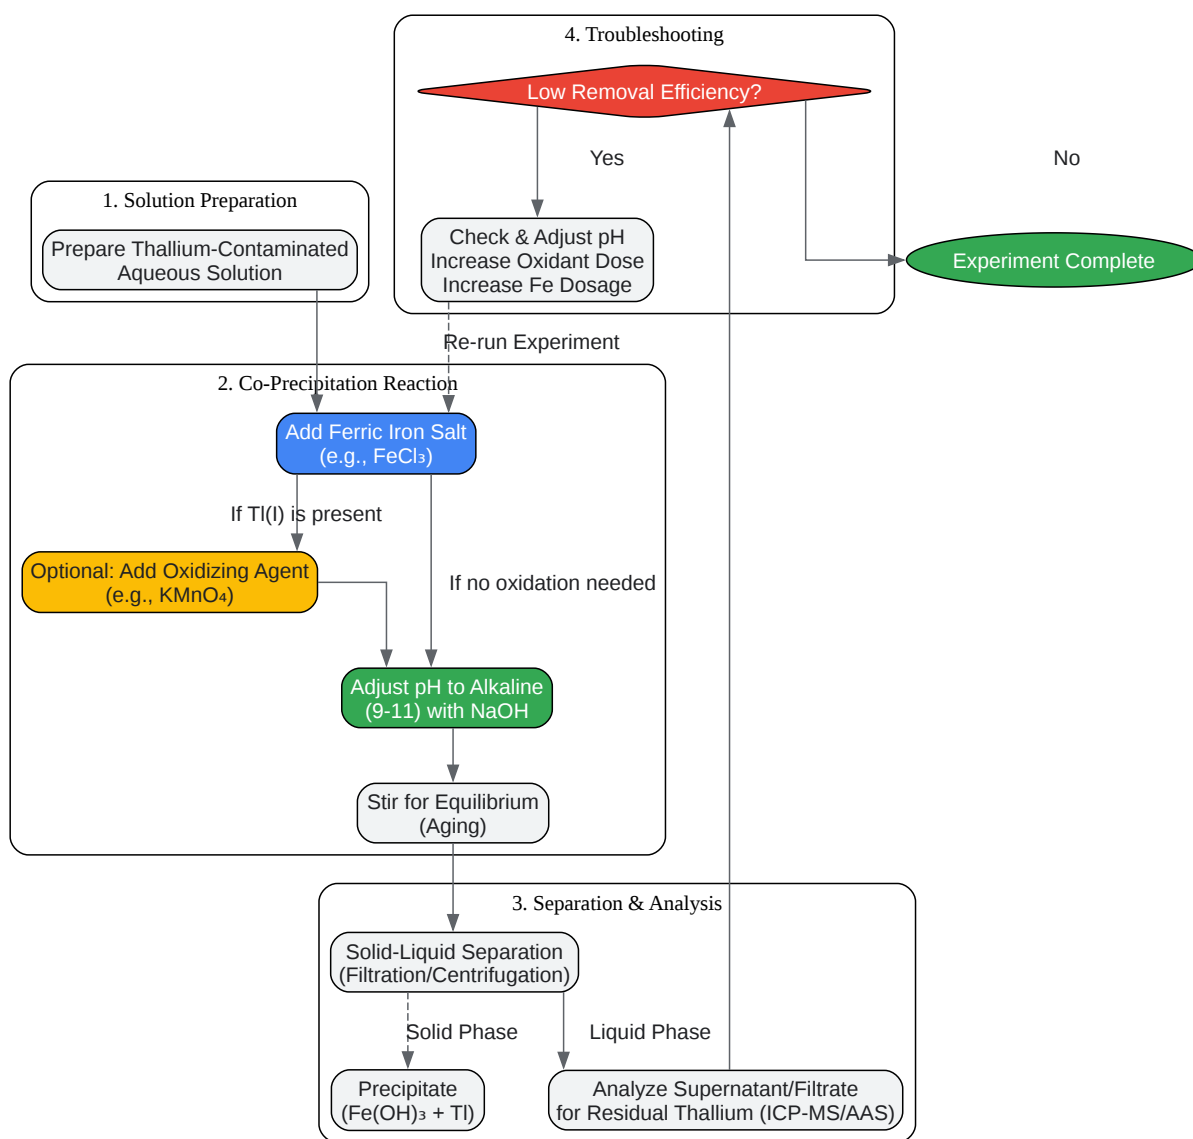 4. Troubleshooting
Low Removal Efficiency?
Yes
No
1. Solution Preparation
Prepare Thallium-Contaminated
Aqueous Solution
Check & Adjust pH
Increase Oxidant Dose
Increase Fe Dosage
Experiment Complete
Re-run Experiment
2. Co-Precipitation Reaction
Add Ferric Iron Salt
(e.g., FeCl₃)
If Tl(I) is present
Optional: Add Oxidizing Agent
(e.g., KMnO₄)
If no oxidation needed
Adjust pH to Alkaline
(9-11) with NaOH
Stir for Equilibrium
(Aging)
3. Separation & Analysis
Solid-Liquid Separation
(Filtration/Centrifugation)
Solid Phase
Liquid Phase
Precipitate
(Fe(OH)₃ + Tl)
Analyze Supernatant/Filtrate
for Residual Thallium (ICP-MS/AAS)